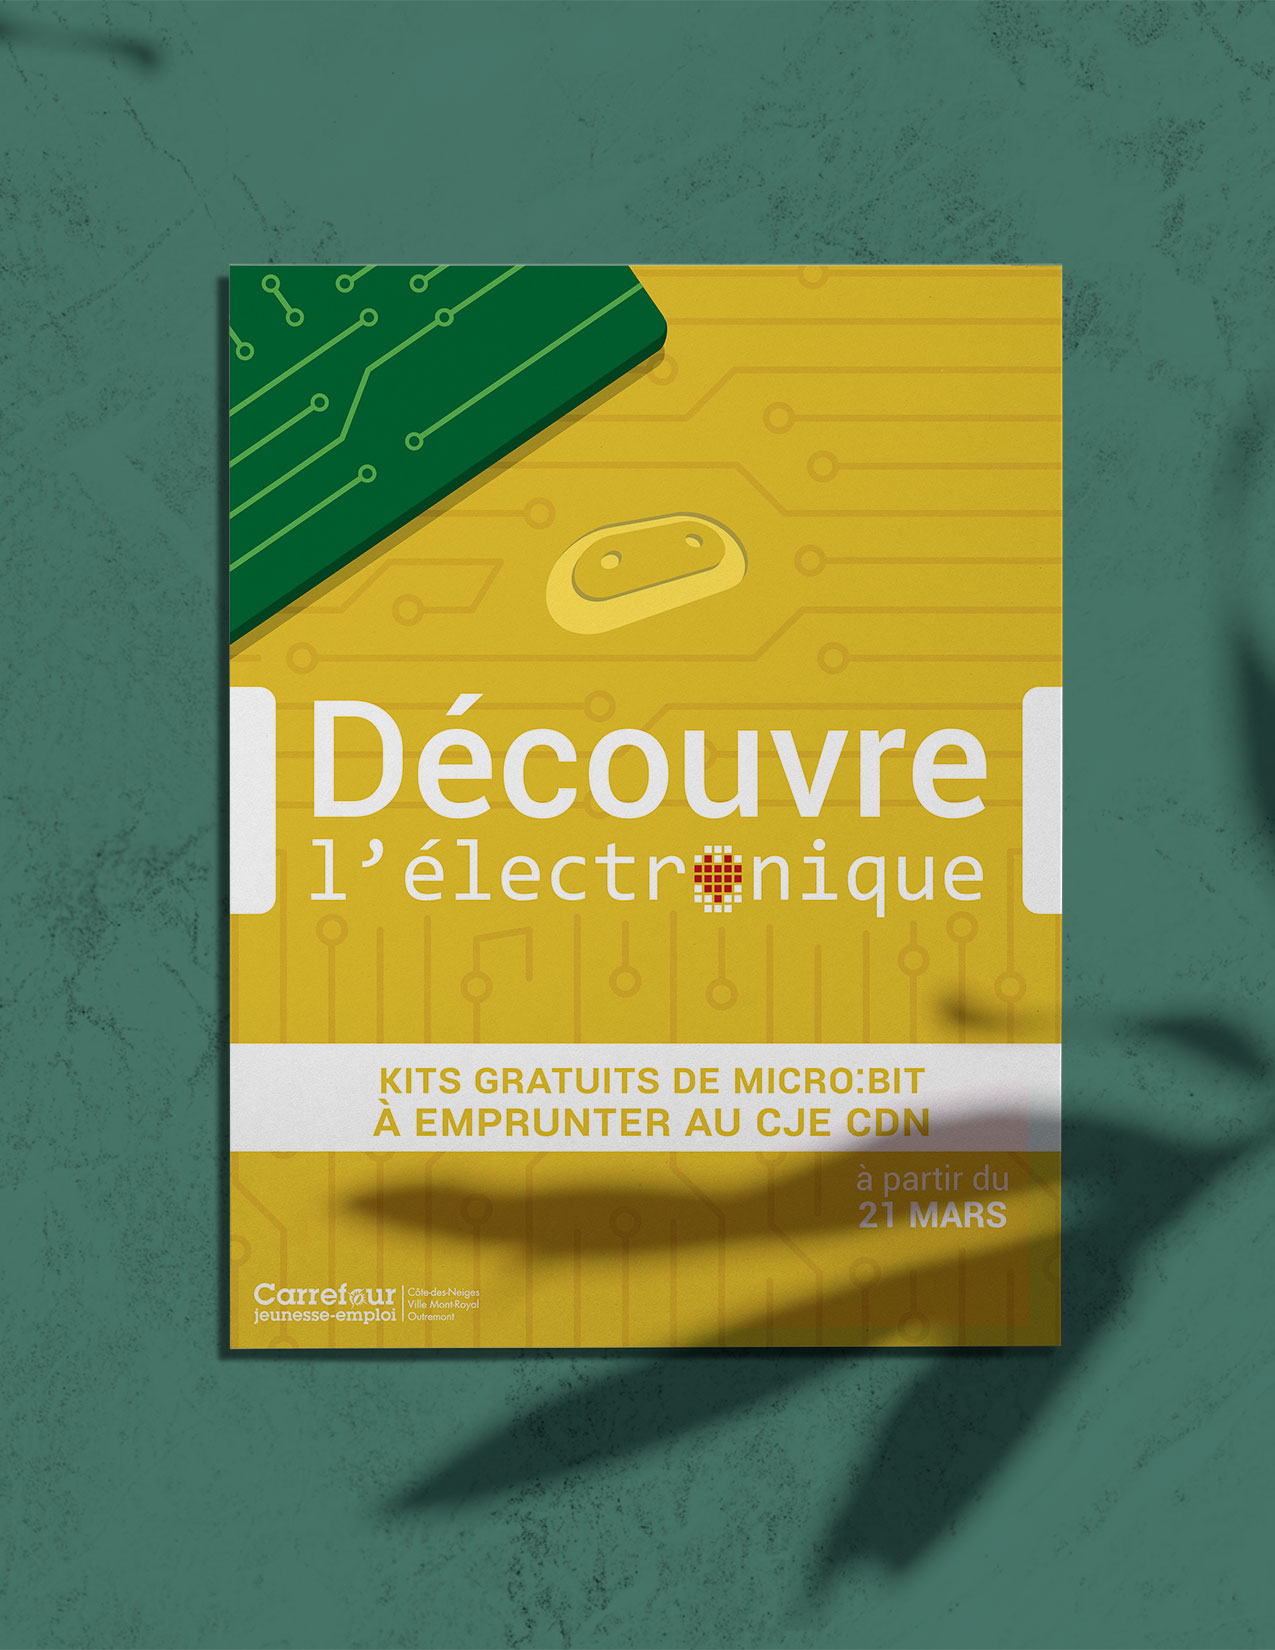 Découvre
l'électronique
KITS GRATUITS DE MICRO:BIT
À EMPRUNTER AU CJE CDN
à partir du
21 MARS
Carrefour
jeunesse-emploi
Côte-des-Neiges
Ville Mont-Royal
Outremont